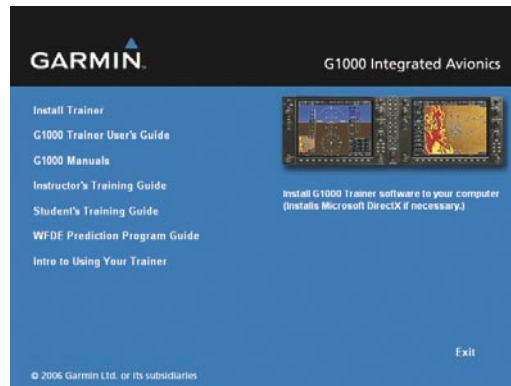 GARMIN.
G1000 Integrated Avionics
Install Trainer
G1000 Trainer User's Guide
G1000 Manuals
Instructor's Training Guide
Student's Training Guide
WFDE Prediction Program Guide
Intro to Using Your Trainer
Install G1000 Trainer software to your computer
(Installs Microsoft DirectX if necessary.)
Exit
© 2006 Garmin Ltd. or its subsidiaries